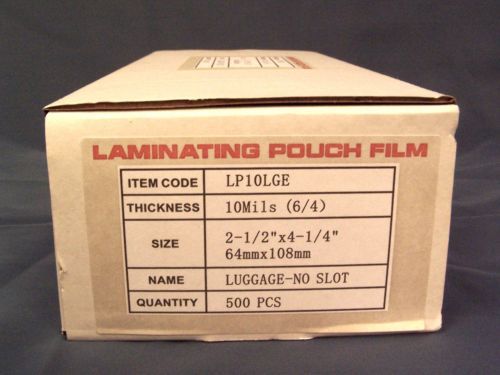 LAMINATING POUCH FILM
ITEM CODE LP10LGE
THICKNESS 10Mils (6/4)
SIZE 2-1/2"x4-1/4"
64mmx108mm
NAME LUGGAGE-NO SLOT
QUANTITY 500 PCS